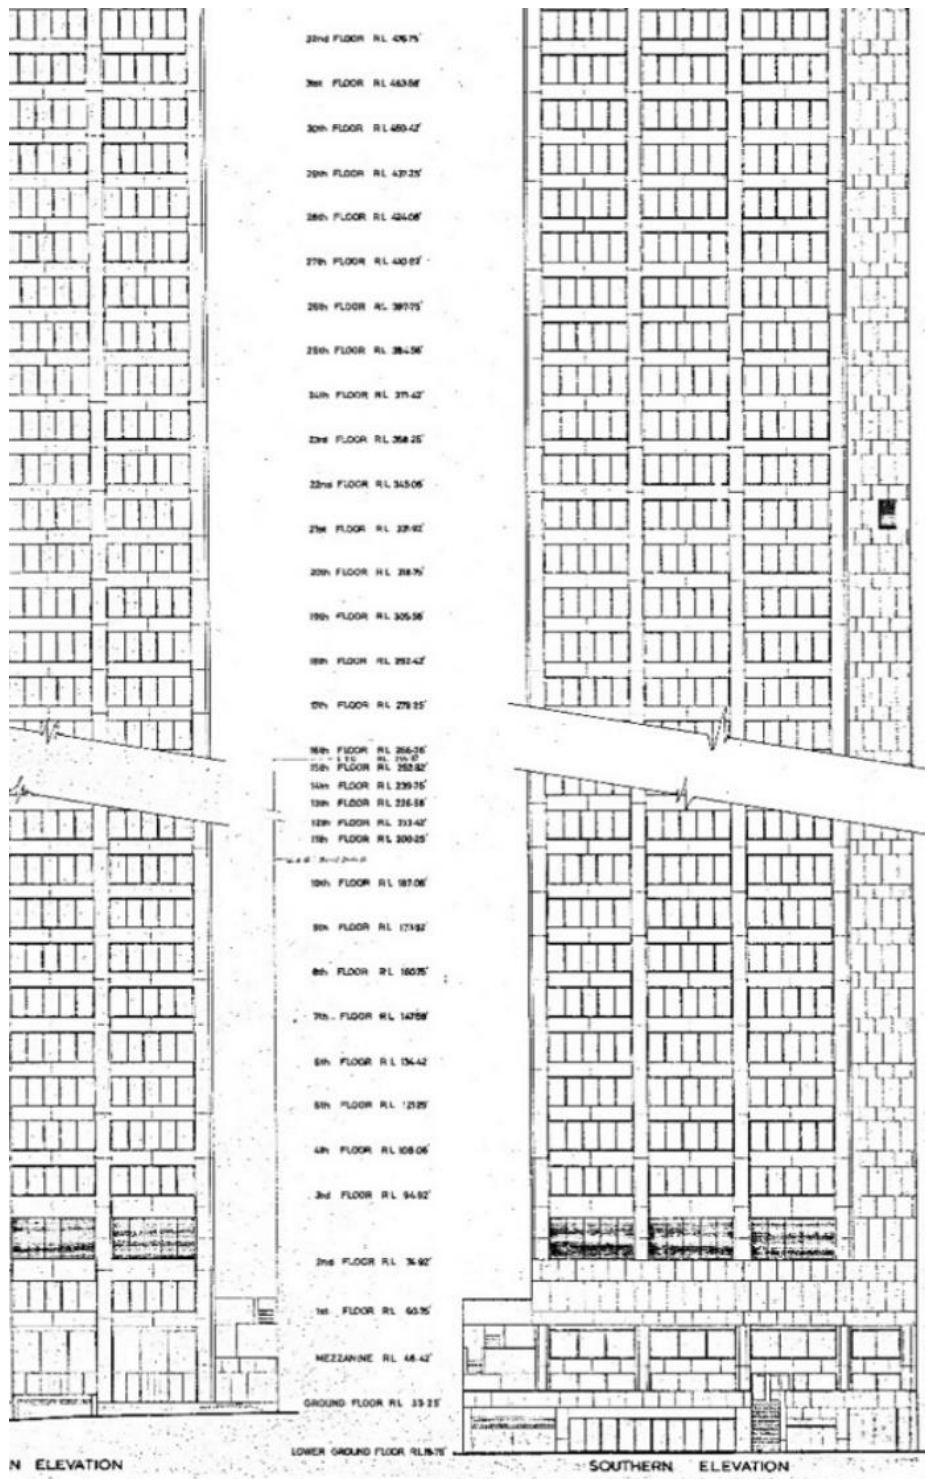 32nd FLOOR RL 476·75'
31st FLOOR RL 463·58'
30th FLOOR RL 450·42'
29th FLOOR RL 437·25'
28th FLOOR RL 424·08'
27th FLOOR RL
26th FLOOR RL 397·75'
25th FLOOR RL 384·58'
24th FLOOR RL 371·42'
23rd FLOOR RL 358·25'
22nd FLOOR RL 345·08'
21st FLOOR RL 331·92'
20th FLOOR RL 318·75'
19th FLOOR RL 305·58'
18th FLOOR RL 292·42'
17th FLOOR RL 279·25'
16th FLOOR RL
15th FLOOR RL
14th FLOOR RL 239·75'
13th FLOOR RL 226·58'
12th FLOOR RL 213·42'
11th FLOOR RL 200·25'
10th FLOOR RL 187·08'
9th FLOOR RL 173·92'
8th FLOOR RL 160·75'
7th FLOOR RL 147·58'
6th FLOOR RL 134·42
5th FLOOR RL 121·25'
4th FLOOR RL 108·08'
3rd FLOOR RL 94·92'
2nd FLOOR RL 74·92'
1st FLOOR RL 60·75'
MEZZANINE RL 48·42'
GROUND FLOOR RL 33·25'
LOWER GROUND FLOOR RL 19·75'
N ELEVATION
SOUTHERN ELEVATION